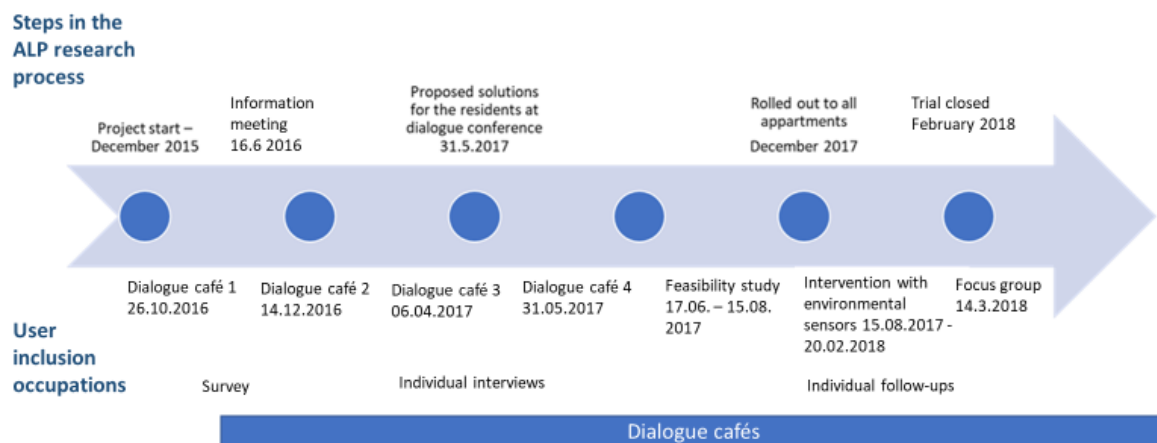 Steps in the
ALP research
process
Project start –
December 2015
Information
meeting
16.6 2016
Proposed solutions
for the residents at
dialogue conference
31.5.2017
Rolled out to all
appartments
December 2017
Trial closed
February 2018
Dialogue café 1
26.10.2016
Dialogue café 2
14.12.2016
Dialogue café 3
06.04.2017
Dialogue café 4
31.05.2017
Feasibility study
17.06. – 15.08.
2017
Intervention with
environmental
sensors 15.08.2017 -
20.02.2018
Focus group
14.3.2018
User
inclusion
occupations
Survey
Individual interviews
Individual follow-ups
Dialogue cafés